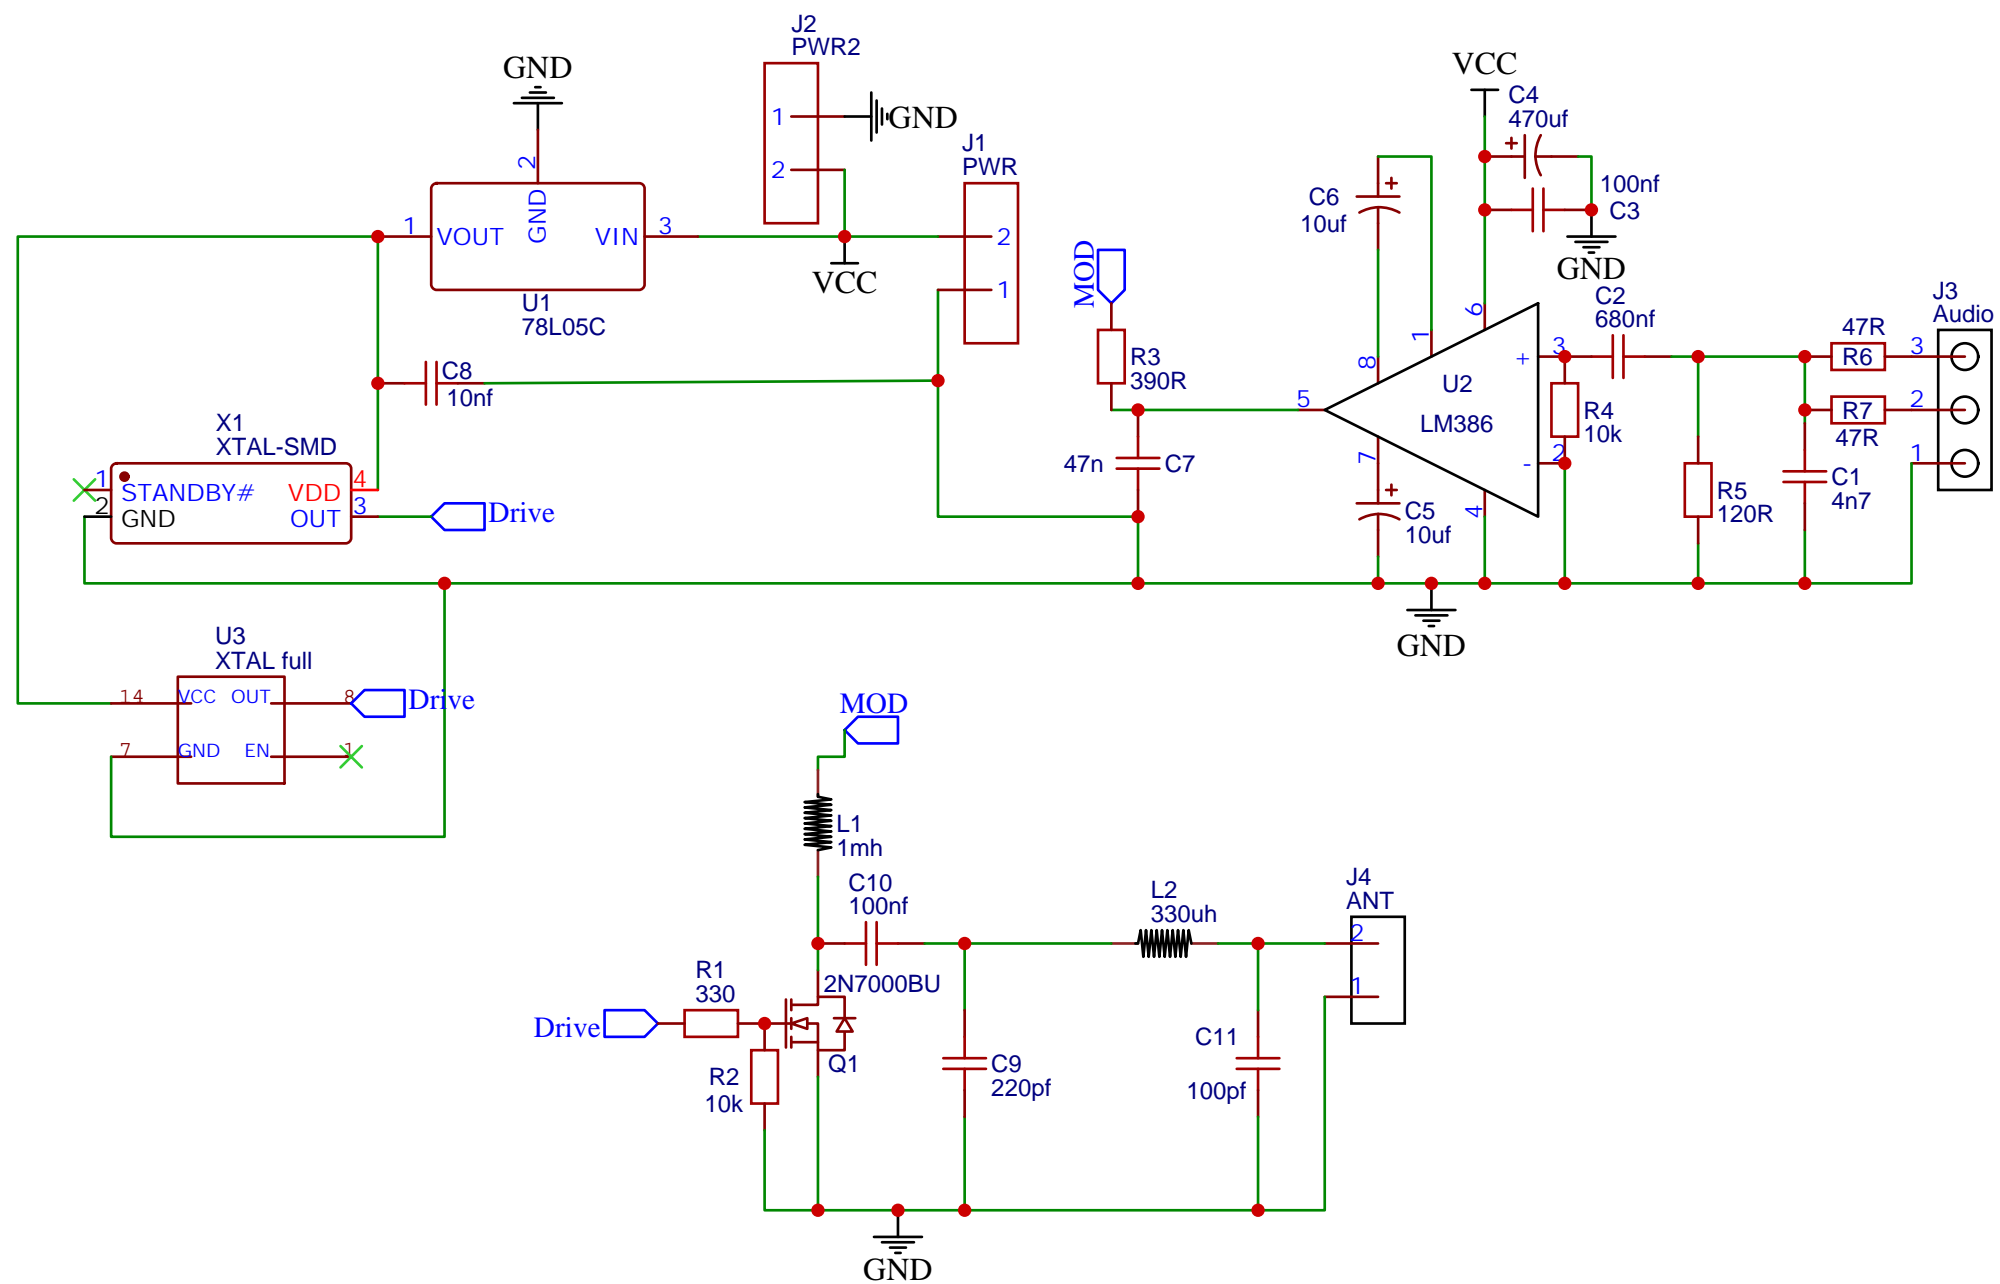 J2
PWR2
1
2
GND
GND
2
GND
1
VOUT
VIN
3
U1
78L05C
VCC
J1
PWR
2
1
C8
10nf
X1
XTAL-SMD
1
2
STANDBY#
GND
VDD
OUT
4
3
Drive
U3
XTAL full
14
VCC
OUT
8
Drive
7
GND
EN
1
MOD
R3
390R
47n
C7
C6
10uf
VCC
C4
470uf
100nf
C3
GND
6
1
8
5
U2
LM386
+
-
3
2
7
4
C5
10uf
C2
680nf
R4
10k
R5
120R
C1
4n7
47R
R6
R7
47R
J3
Audio
3
2
1
GND
MOD
L1
1mh
C10
100nf
2N7000BU
Q1
R1
330
Drive
R2
10k
C9
220pf
L2
330uh
C11
100pf
J4
ANT
2
1
GND